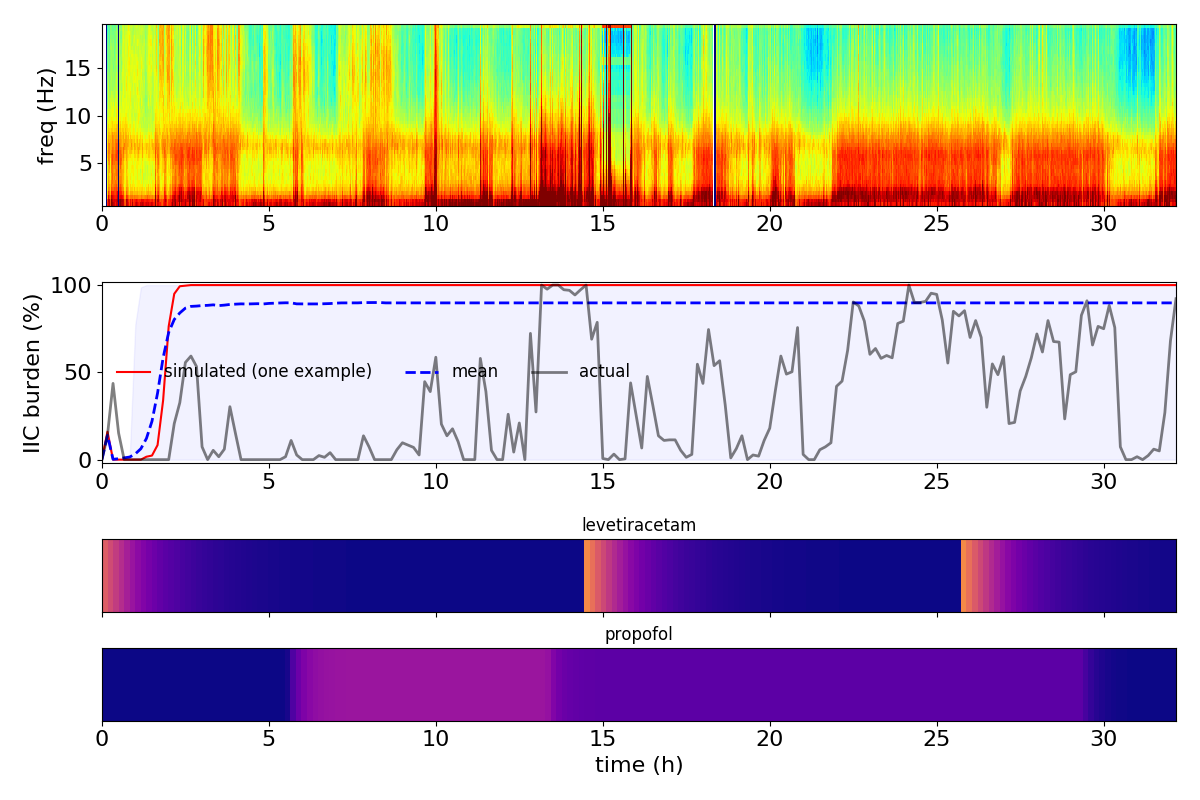 freq (Hz)
15
10
5
0 5 10 15 20 25 30
IIC burden (%)
100
50
0
simulated (one example) mean actual
0 5 10 15 20 25 30
levetiracetam
propofol
0 5 10 15 20 25 30
time (h)